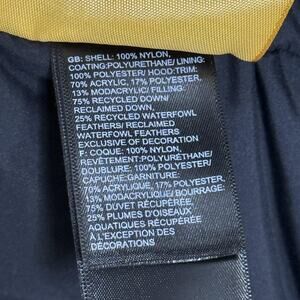 GB: SHELL: 100% NYLON,
COATING:POLYURETHANE/ LINING:
100% POLYESTER/ HOOD:TRIM:
70% ACRYLIC, 17% POLYESTER,
13% MODACRYLIC/ FILLING:
75% RECYCLED DOWN/
RECLAIMED DOWN,
25% RECYCLED WATERFOWL
FEATHERS/ RECLAIMED
WATERFOWL FEATHERS
EXCLUSIVE OF DECORATION
F: COQUE: 100% NYLON,
REVÊTEMENT:POLYURÉTHANE/
DOUBLURE: 100% POLYESTER/
CAPUCHE:GARNITURE:
70% ACRYLIQUE, 17% POLYESTER,
13% MODACRYLIQUE/BOURRAGE:
75% DUVET RÉCUPÉRÉE,
25% PLUMES D'OISEAUX
AQUATIQUES RÉCUPÉRÉE
À L'EXCEPTION DES
DÉCORATIONS